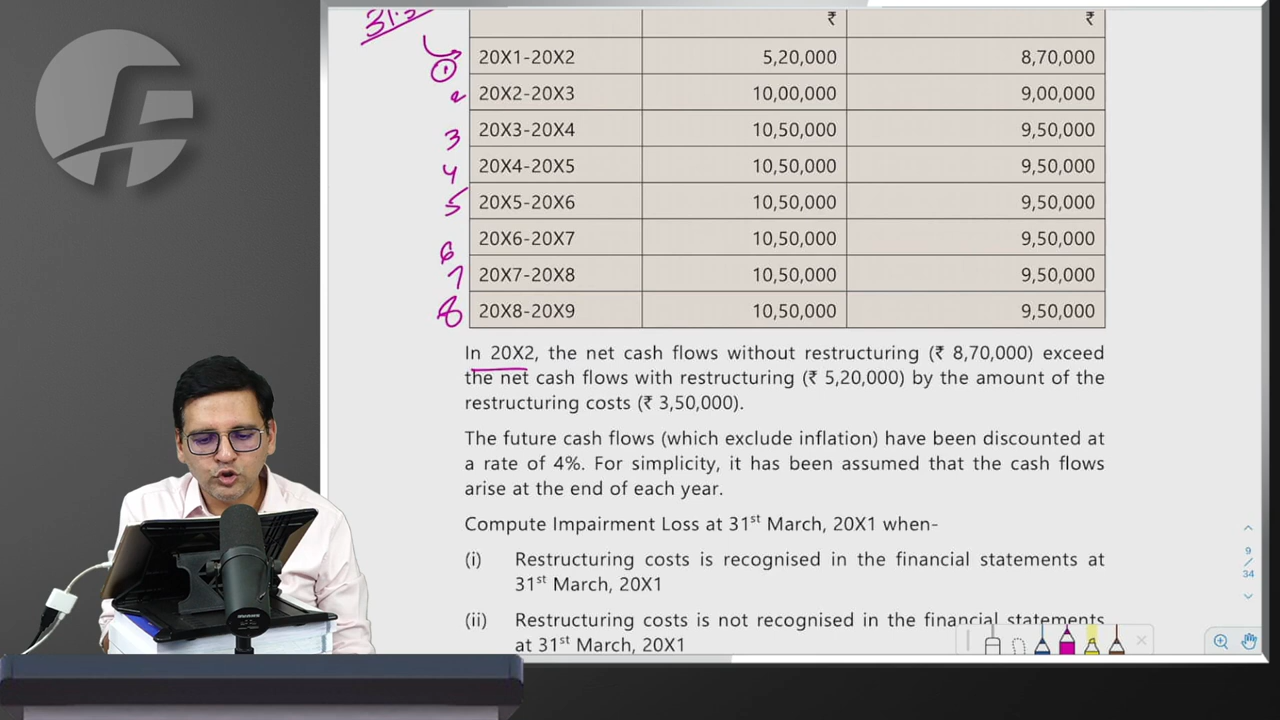 31.3
₹ ₹
① 20X1-20X2 5,20,000 8,70,000
2 20X2-20X3 10,00,000 9,00,000
3 20X3-20X4 10,50,000 9,50,000
4 20X4-20X5 10,50,000 9,50,000
5 20X5-20X6 10,50,000 9,50,000
6 20X6-20X7 10,50,000 9,50,000
7 20X7-20X8 10,50,000 9,50,000
8 20X8-20X9 10,50,000 9,50,000
In 20X2, the net cash flows without restructuring (₹ 8,70,000) exceed
the net cash flows with restructuring (₹ 5,20,000) by the amount of the
restructuring costs (₹ 3,50,000).
The future cash flows (which exclude inflation) have been discounted at
a rate of 4%. For simplicity, it has been assumed that the cash flows
arise at the end of each year.
Compute Impairment Loss at 31st March, 20X1 when-
(i) Restructuring costs is recognised in the financial statements at
31st March, 20X1
(ii) Restructuring costs is not recognised in the financial statements
at 31st March, 20X1
9
/
34